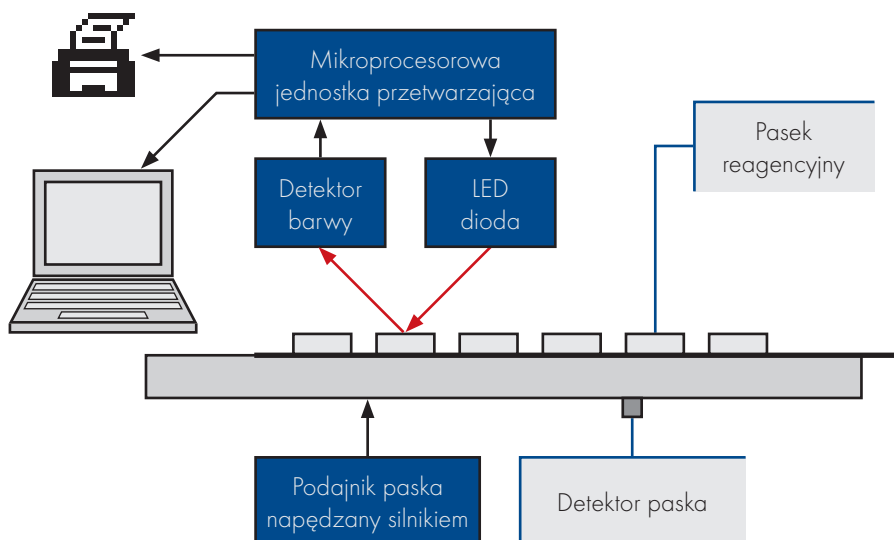 Mikroprocesorowa
jednostka przetwarzająca
Pasek
reagencyjny
Detektor
barwy
LED
dioda
Podajnik paska
napędzany silnikiem
Detektor paska